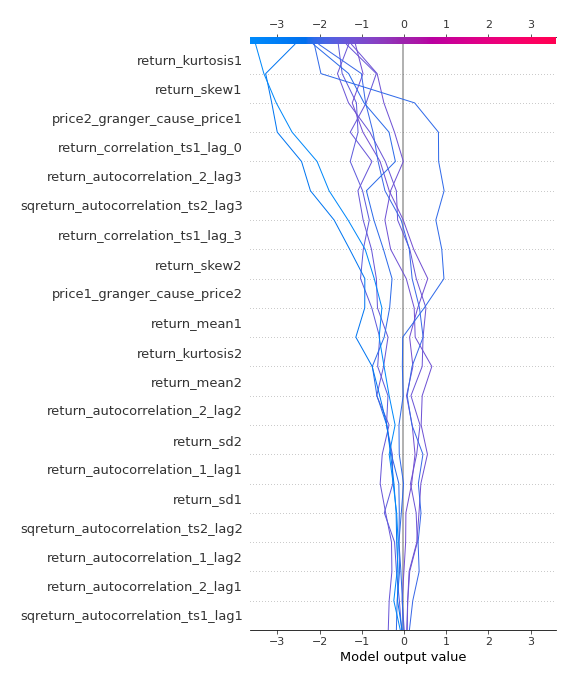 −3 −2 −1 0 1 2 3
return_kurtosis1
return_skew1
price2_granger_cause_price1
return_correlation_ts1_lag_0
return_autocorrelation_2_lag3
sqreturn_autocorrelation_ts2_lag3
return_correlation_ts1_lag_3
return_skew2
price1_granger_cause_price2
return_mean1
return_kurtosis2
return_mean2
return_autocorrelation_2_lag2
return_sd2
return_autocorrelation_1_lag1
return_sd1
sqreturn_autocorrelation_ts2_lag2
return_autocorrelation_1_lag2
return_autocorrelation_2_lag1
sqreturn_autocorrelation_ts1_lag1
−3 −2 −1 0 1 2 3
Model output value